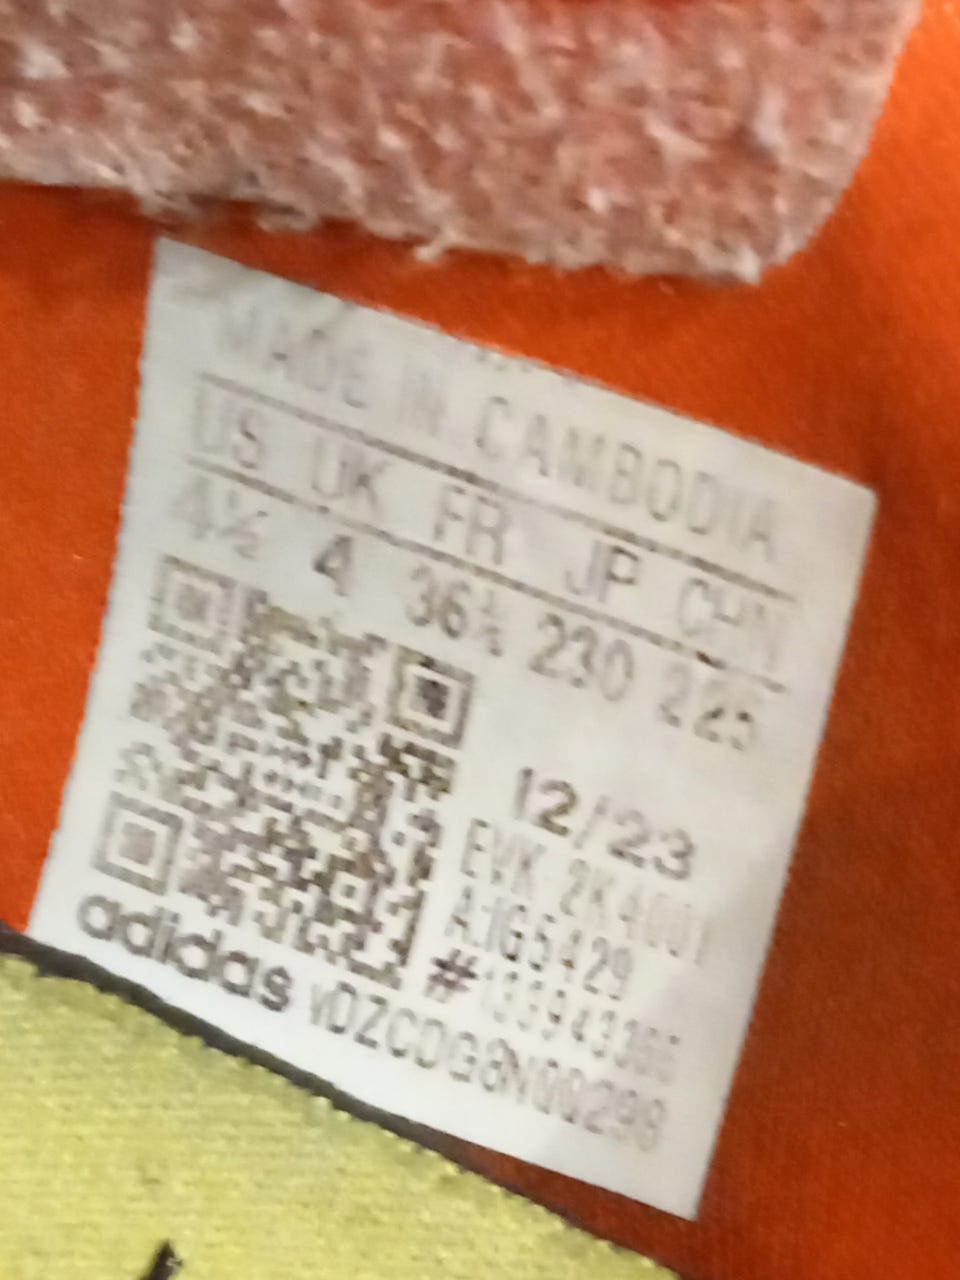 MADE IN CAMBODIA
US UK FR JP CHN
4½ 4 36⅔ 230 225
12/23
EVK 2K4001
A:IG5429
adidas